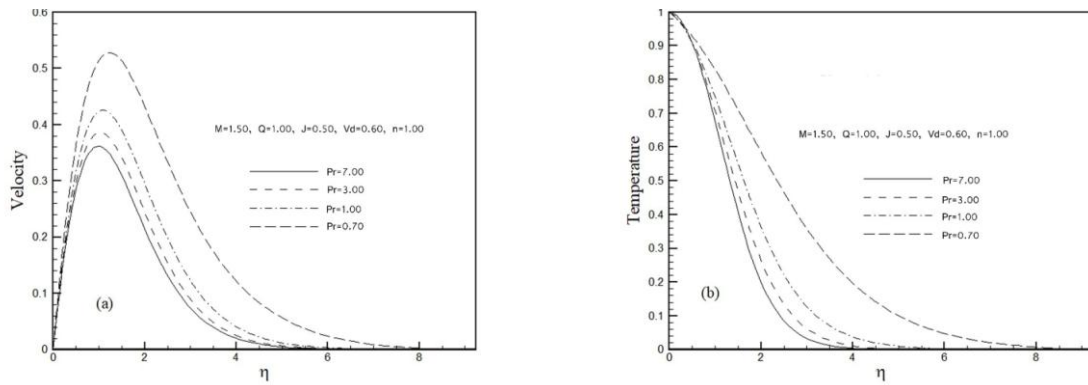 0.6
0.5
0.4
0.3
0.2
0.1
0
Velocity
M=1.50, Q=1.00, J=0.50, Vd=0.60, n=1.00
Pr=7.00
Pr=3.00
Pr=1.00
Pr=0.70
(a)
0 2 4 6 8
η
1
0.9
0.8
0.7
0.6
0.5
0.4
0.3
0.2
0.1
0
Temperature
M=1.50, Q=1.00, J=0.50, Vd=0.60, n=1.00
Pr=7.00
Pr=3.00
Pr=1.00
Pr=0.70
(b)
0 2 4 6 8
η